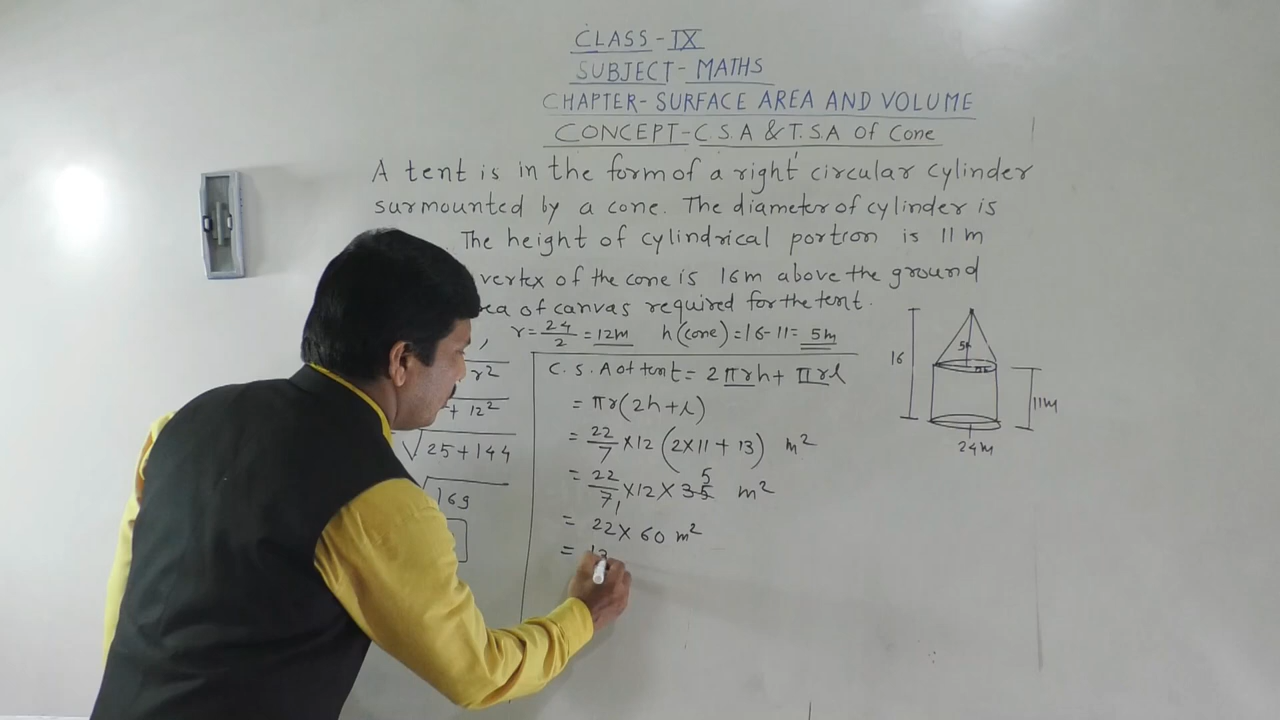 CLASS - IX
SUBJECT - MATHS
CHAPTER - SURFACE AREA AND VOLUME
CONCEPT - C.S.A & T.S.A of Cone
A tent is in the form of a right circular cylinder
surmounted by a cone. The diameter of cylinder is
The height of cylindrical portion is 11 m
vertex of the cone is 16m above the ground
of canvas required for the tent.
r = 24/2 = 12m h (cone) = 16-11 = 5m
r²
+ 12²
√25+144
√169
C. S. A of tent = 2πrh + πrl
= πr(2h + l)
= 22/7 × 12 (2×11 + 13) m²
= 22/7 × 12 × 35 m²
1 5
= 22 × 60 m²
= 13
16
5m
11m
24m